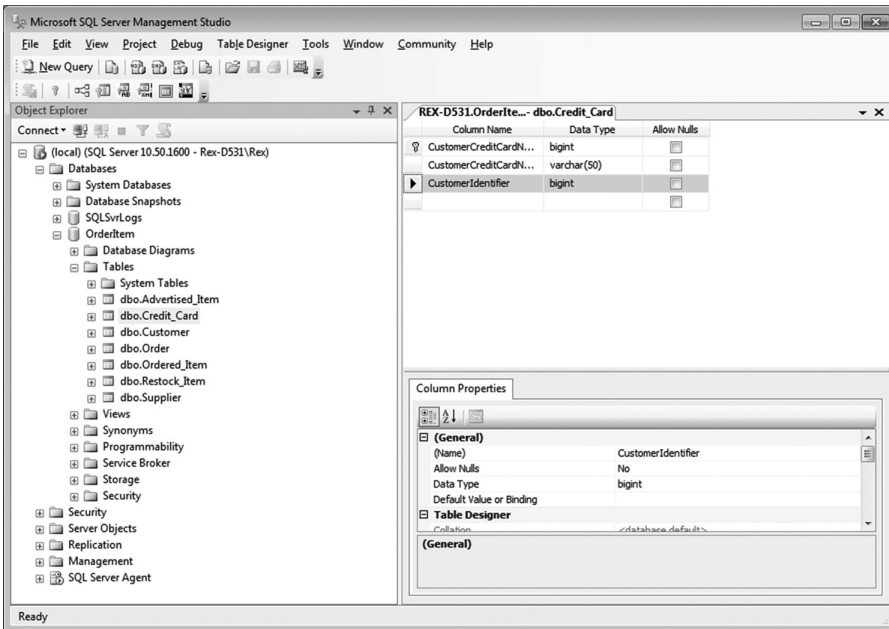 Microsoft SQL Server Management Studio
File Edit View Project Debug Table Designer Tools Window Community Help
New Query
Object Explorer
Connect
(local) (SQL Server 10.50.1600 - Rex-D531\Rex)
Databases
System Databases
Database Snapshots
SQLSvrLogs
OrderItem
Database Diagrams
Tables
System Tables
dbo.Advertised_Item
dbo.Credit_Card
dbo.Customer
dbo.Order
dbo.Ordered_Item
dbo.Restock_Item
dbo.Supplier
Views
Synonyms
Programmability
Service Broker
Storage
Security
Security
Server Objects
Replication
Management
SQL Server Agent
REX-D531.OrderIte...- dbo.Credit_Card
Column Name Data Type Allow Nulls
CustomerCreditCardN... bigint
CustomerCreditCardN... varchar(50)
CustomerIdentifier bigint
Column Properties
(General)
(Name) CustomerIdentifier
Allow Nulls No
Data Type bigint
Default Value or Binding
Table Designer
Collation <database default>
(General)
Ready